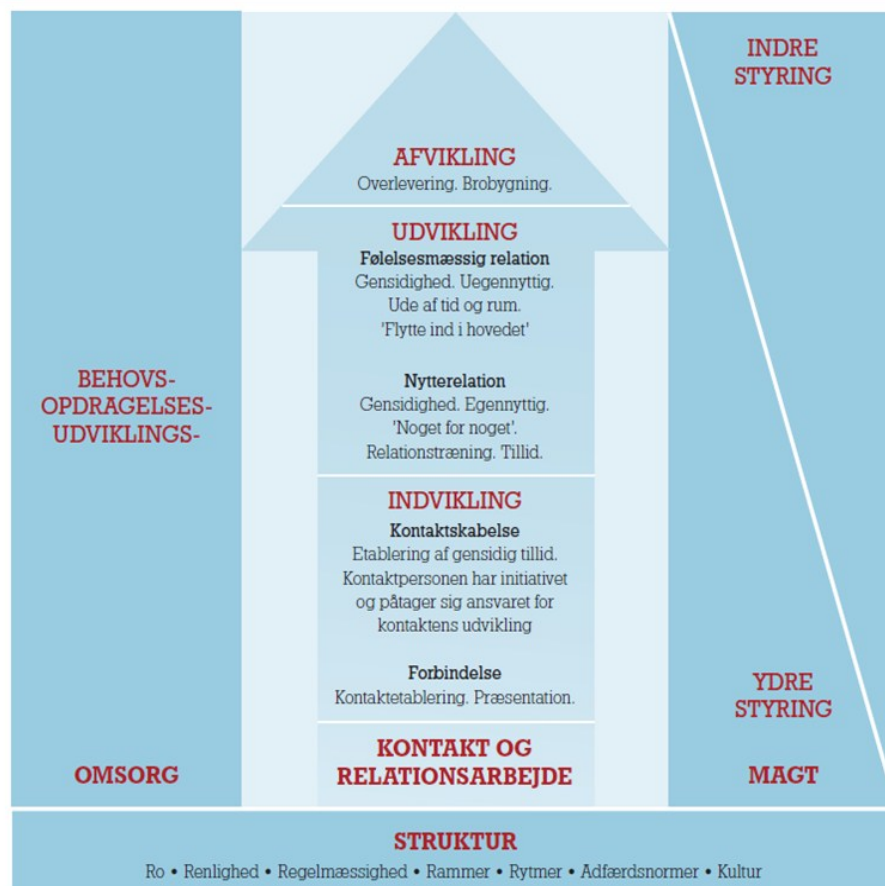 AFVIKLING
Overlevering. Brobygning.
UDVIKLING
Følelsesmæssig relation
Gensidighed. Uegennyttig.
Ude af tid og rum.
'Flytte ind i hovedet'
Nytterelation
Gensidighed. Egennyttig.
'Noget for noget'.
Relationstræning. Tillid.
INDVIKLING
Kontaktskabelse
Etablering af gensidig tillid.
Kontaktpersonen har initiativet
og påtager sig ansvaret for
kontaktens udvikling
Forbindelse
Kontaktetablering. Præsentation.
KONTAKT OG
RELATIONSARBEJDE
BEHOVS-
OPDRAGELSES-
UDVIKLINGS-
OMSORG
INDRE
STYRING
YDRE
STYRING
MAGT
STRUKTUR
Ro • Renlighed • Regelmæssighed • Rammer • Rytmer • Adfærdsnormer • Kultur